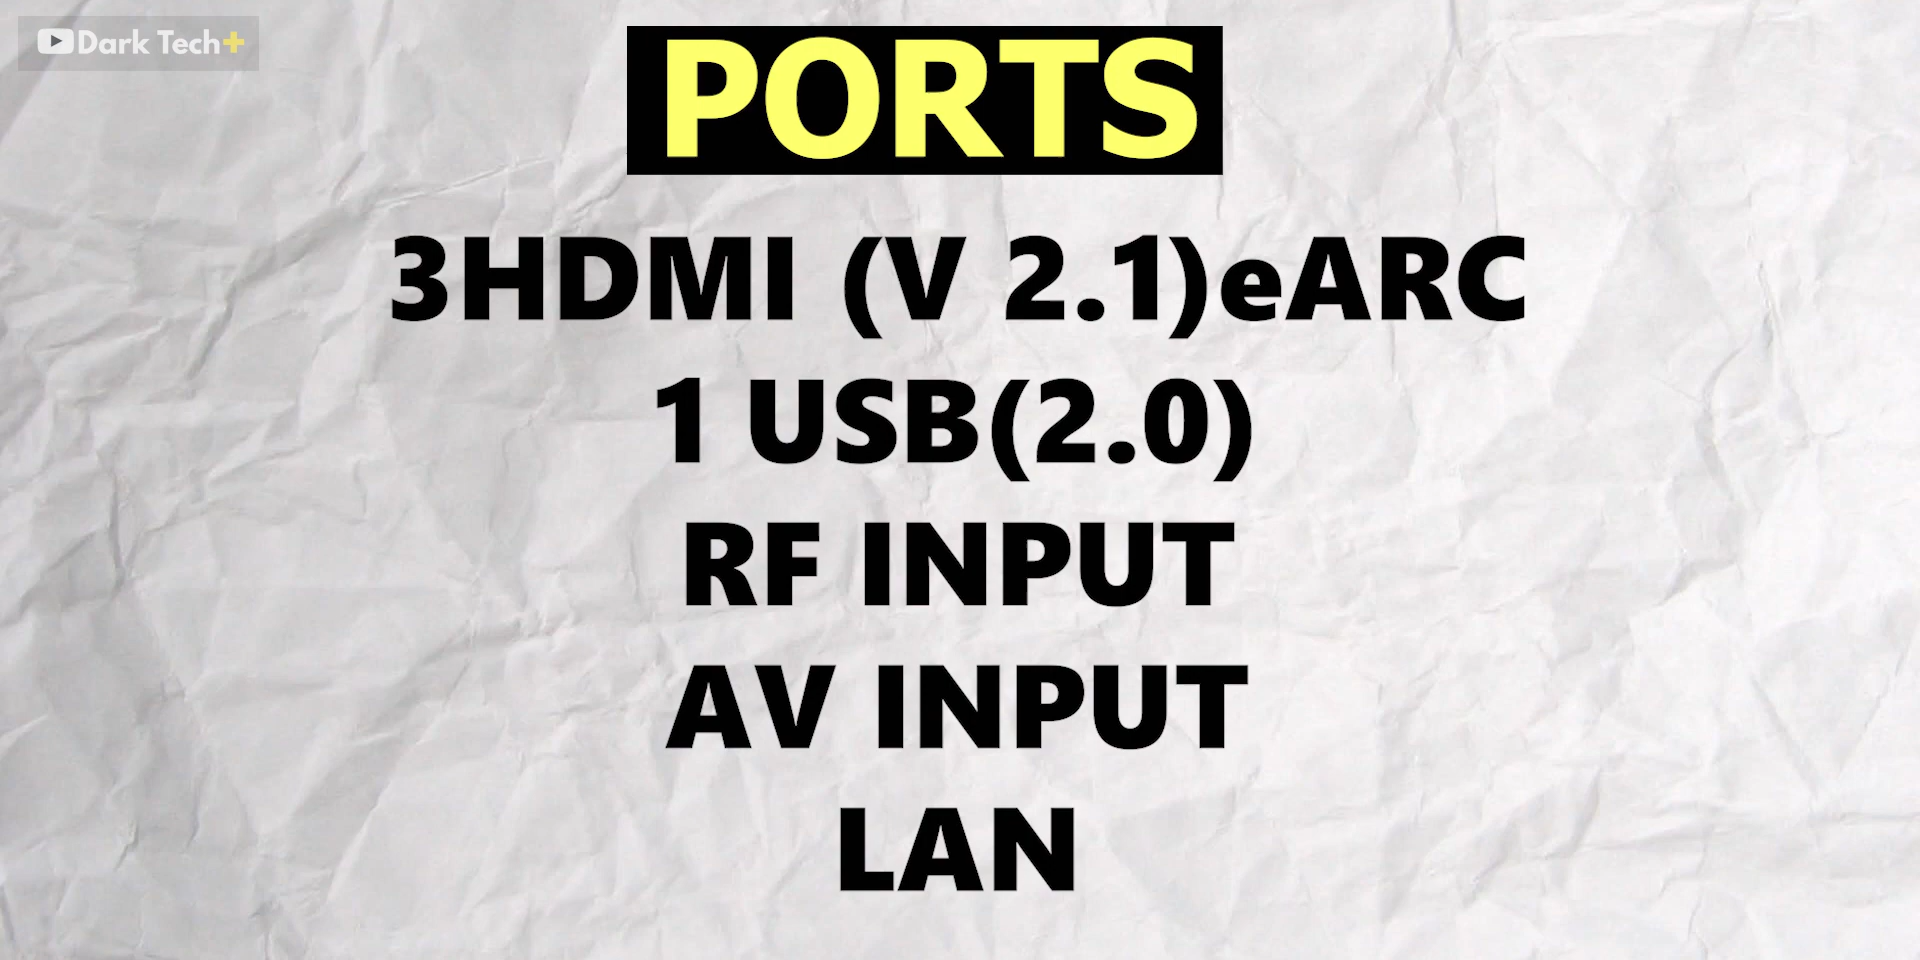 Dark Tech+
PORTS
3HDMI (V 2.1)eARC
1 USB(2.0)
RF INPUT
AV INPUT
LAN